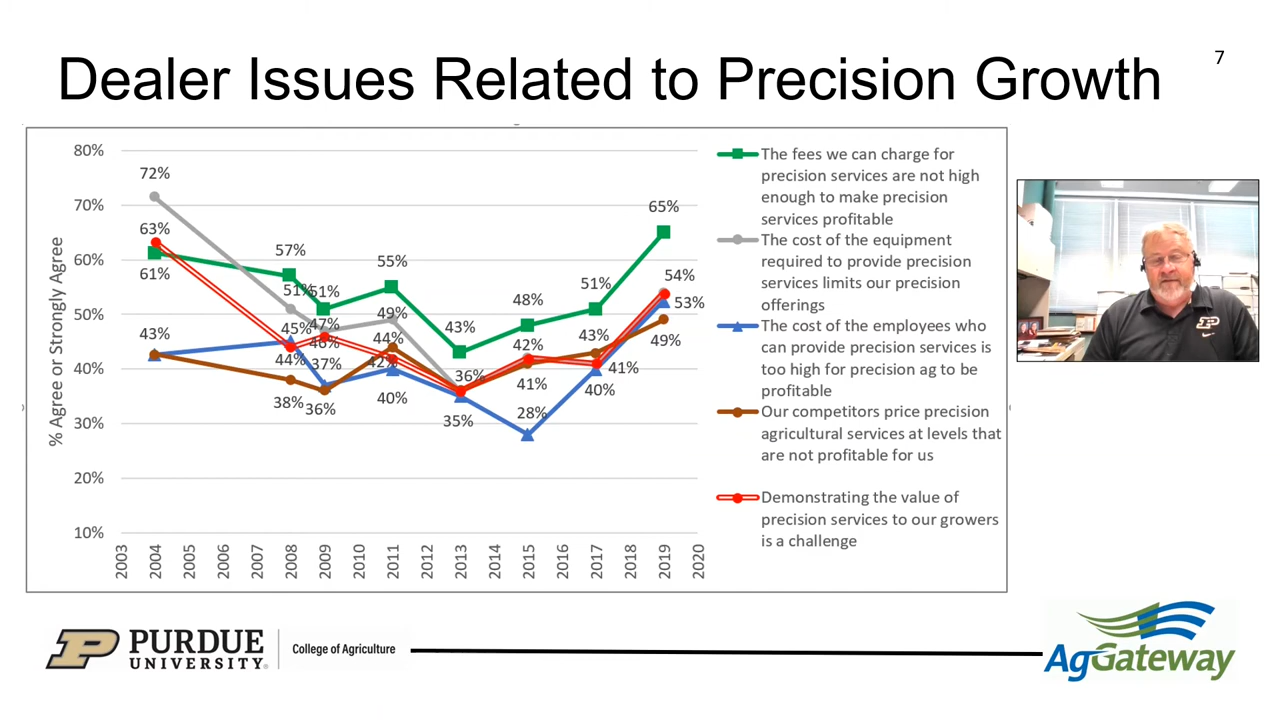 Dealer Issues Related to Precision Growth
7
80%
70%
60%
50%
40%
30%
20%
10%
% Agree or Strongly Agree
72%
63%
61%
43%
57%
51%
51%
45%
47%
46%
44%
37%
38%
36%
55%
49%
44%
42%
40%
43%
36%
35%
48%
42%
41%
28%
51%
43%
41%
40%
65%
54%
53%
49%
2003
2004
2005
2006
2007
2008
2009
2010
2011
2012
2013
2014
2015
2016
2017
2018
2019
2020
The fees we can charge for
precision services are not high
enough to make precision
services profitable
The cost of the equipment
required to provide precision
services limits our precision
offerings
The cost of the employees who
can provide precision services is
too high for precision ag to be
profitable
Our competitors price precision
agricultural services at levels that
are not profitable for us
Demonstrating the value of
precision services to our growers
is a challenge
P
P
PURDUE
UNIVERSITY®
College of Agriculture
AgGateway